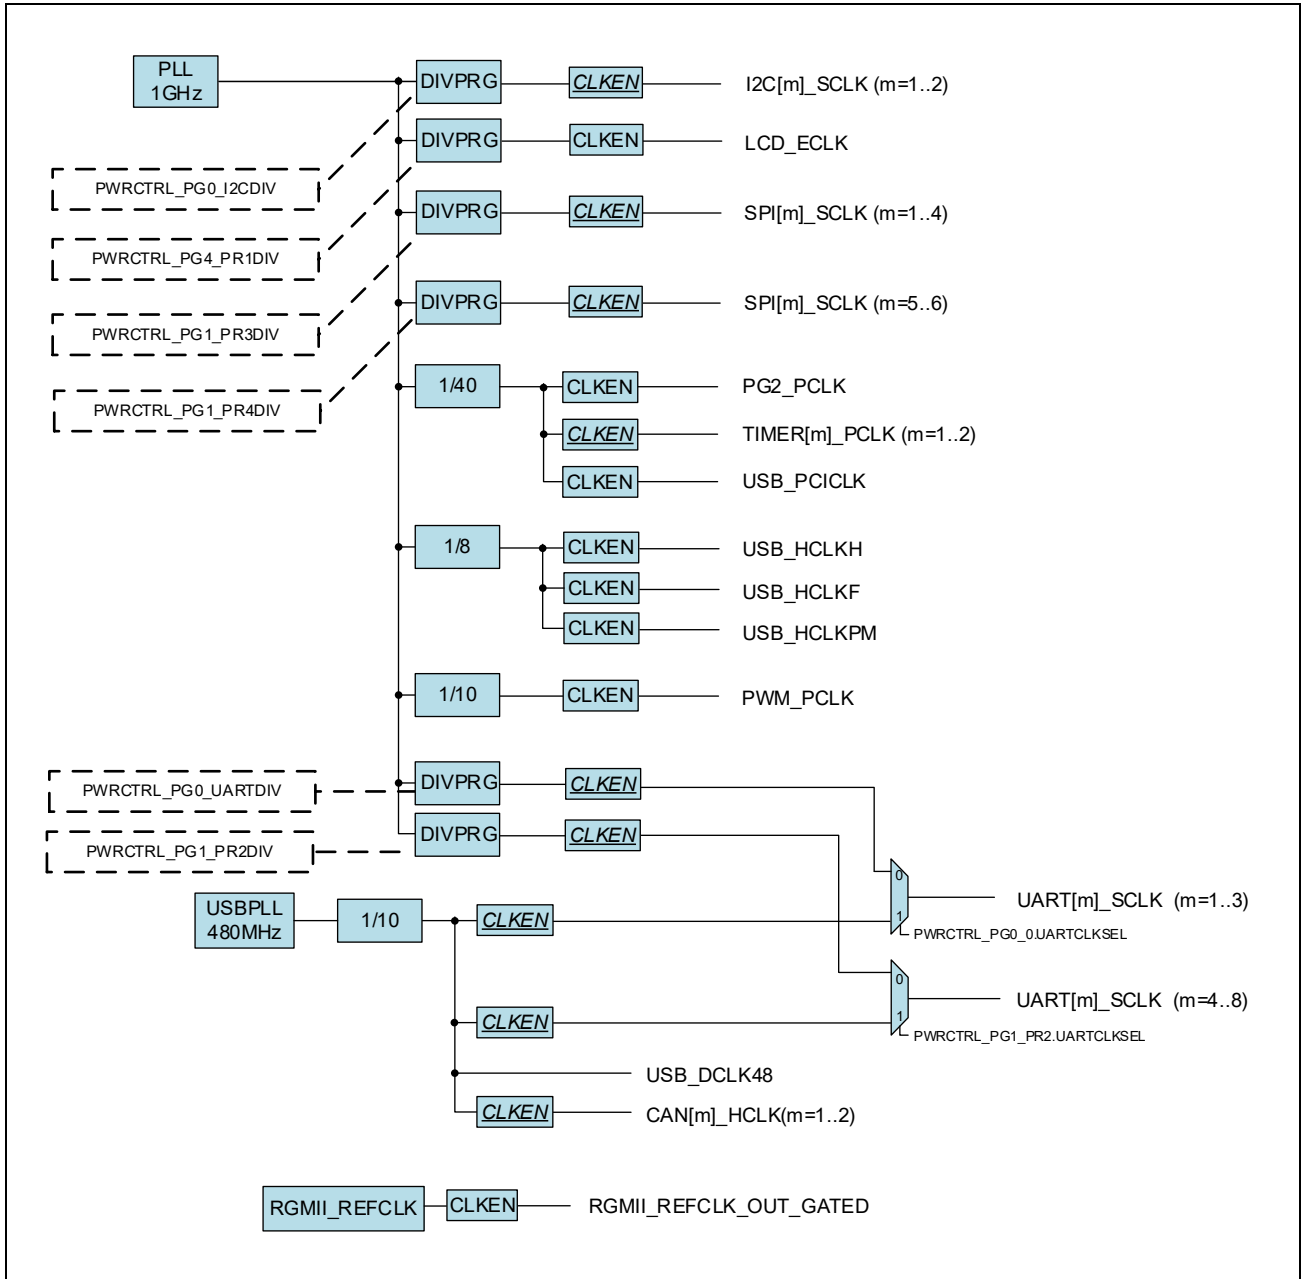 PLL
1GHz
DIVPRG
CLKEN
I2C[m]_SCLK (m=1..2)
DIVPRG
CLKEN
LCD_ECLK
PWRCTRL_PG0_I2CDIV
DIVPRG
CLKEN
SPI[m]_SCLK (m=1..4)
PWRCTRL_PG4_PR1DIV
DIVPRG
CLKEN
SPI[m]_SCLK (m=5..6)
PWRCTRL_PG1_PR3DIV
1/40
CLKEN
PG2_PCLK
PWRCTRL_PG1_PR4DIV
CLKEN
TIMER[m]_PCLK (m=1..2)
CLKEN
USB_PCICLK
1/8
CLKEN
USB_HCLKH
CLKEN
USB_HCLKF
CLKEN
USB_HCLKPM
1/10
CLKEN
PWM_PCLK
PWRCTRL_PG0_UARTDIV
DIVPRG
CLKEN
PWRCTRL_PG1_PR2DIV
DIVPRG
CLKEN
0
1
UART[m]_SCLK (m=1..3)
PWRCTRL_PG0_0.UARTCLKSEL
USBPLL
480MHz
1/10
CLKEN
0
1
UART[m]_SCLK (m=4..8)
PWRCTRL_PG1_PR2.UARTCLKSEL
CLKEN
USB_DCLK48
CLKEN
CAN[m]_HCLK(m=1..2)
RGMII_REFCLK
CLKEN
RGMII_REFCLK_OUT_GATED